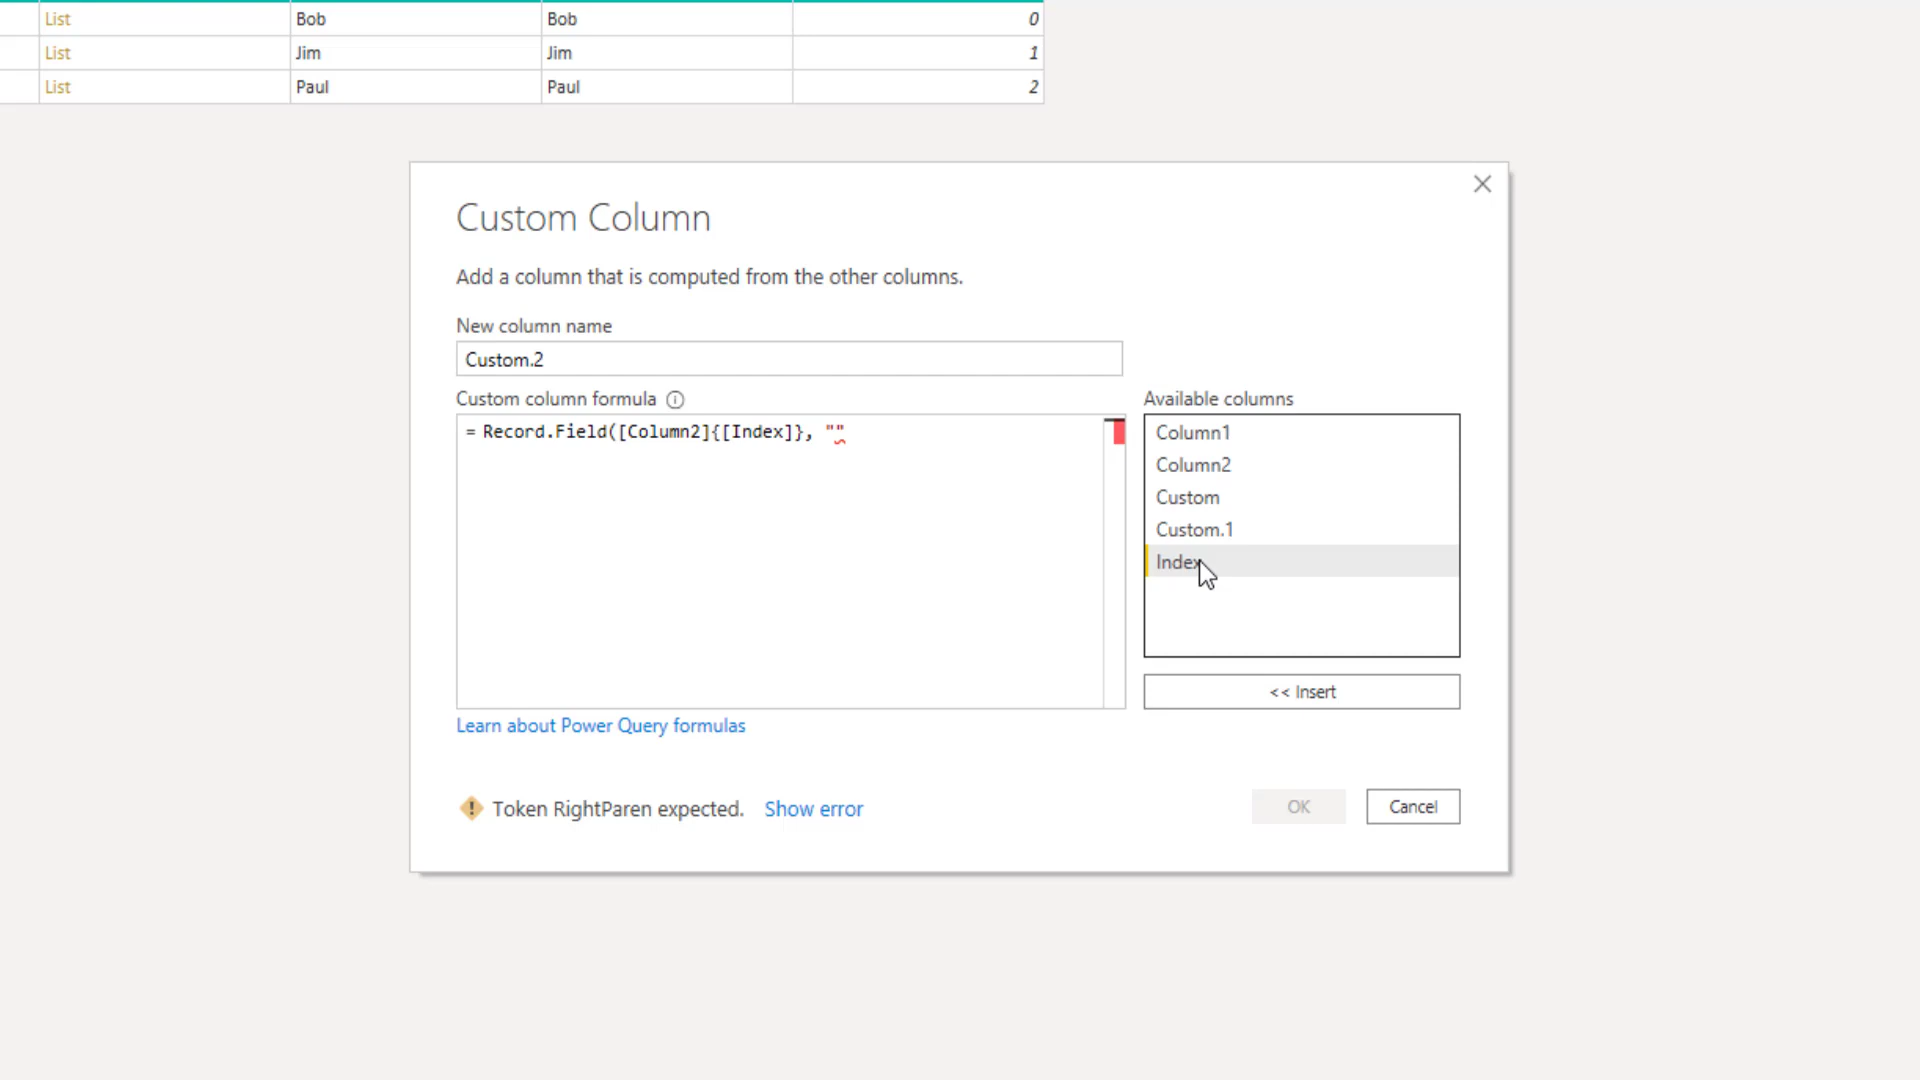 List Bob Bob 0
List Jim Jim 1
List Paul Paul 2
Custom Column
Add a column that is computed from the other columns.
New column name
Custom.2
Custom column formula
Available columns
= Record.Field([Column2]{[Index]}, ""
Column1
Column2
Custom
Custom.1
Index
<< Insert
Learn about Power Query formulas
Token RightParen expected. Show error
OK
Cancel